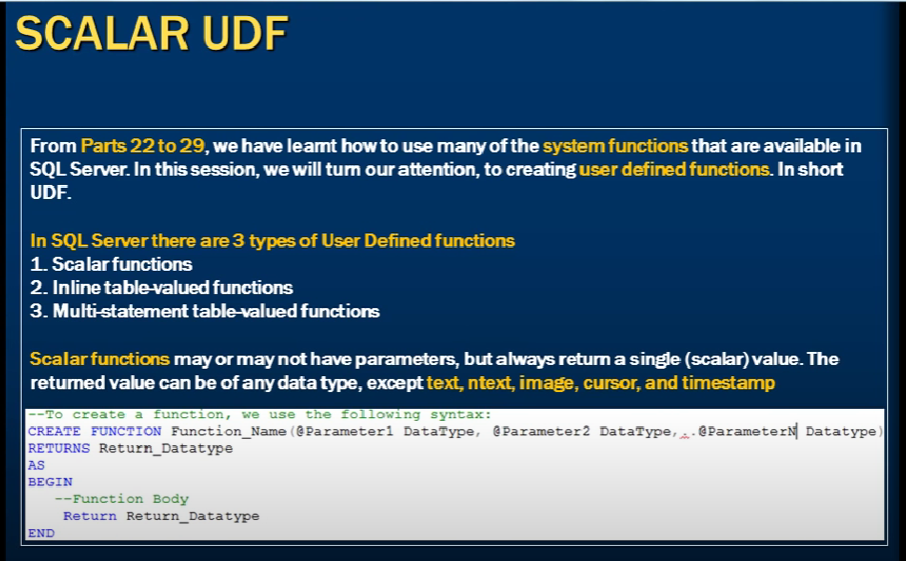 SCALAR UDF
From Parts 22 to 29, we have learnt how to use many of the system functions that are available in
SQL Server. In this session, we will turn our attention, to creating user defined functions. In short
UDF.
In SQL Server there are 3 types of User Defined functions
1. Scalar functions
2. Inline table-valued functions
3. Multi-statement table-valued functions
Scalar functions may or may not have parameters, but always return a single (scalar) value. The
returned value can be of any data type, except text, ntext, image, cursor, and timestamp
--To create a function, we use the following syntax:
CREATE FUNCTION Function_Name(@Parameter1 DataType, @Parameter2 DataType,..@ParameterN Datatype)
RETURNS Return_Datatype
AS
BEGIN
--Function Body
Return Return_Datatype
END